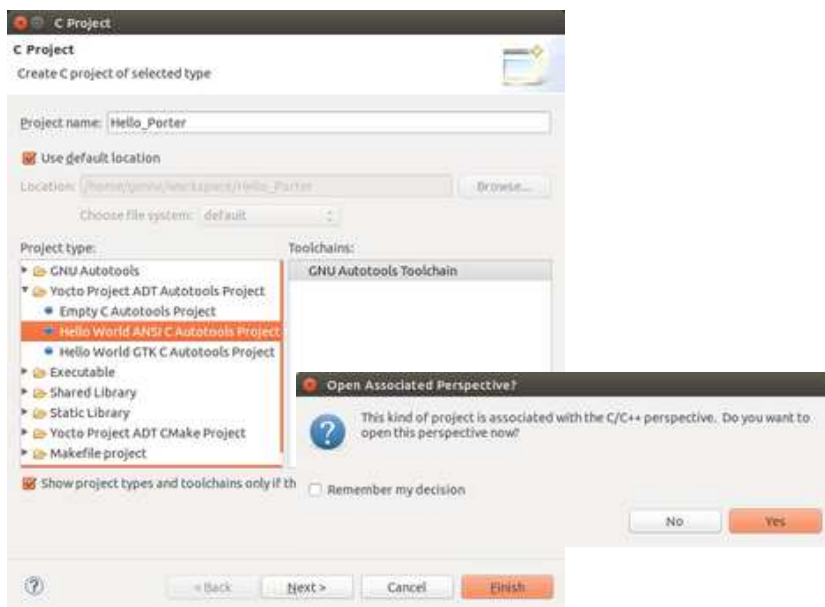 C Project
C Project
Create C project of selected type
Project name: Hello_Porter
Use default location
Location: Browse...
Choose file system: default
Project type: Toolchains:
GNU Autotools
GNU Autotools Toolchain
Yocto Project ADT Autotools Project
Empty C Autotools Project
Hello World ANSI C Autotools Project
Hello World GTK C Autotools Project
Executable
Shared Library
Static Library
Yocto Project ADT CMake Project
Makefile project
Show project types and toolchains only if th
< Back Next > Cancel Finish
Open Associated Perspective?
This kind of project is associated with the C/C++ perspective. Do you want to
open this perspective now?
Remember my decision
No Yes